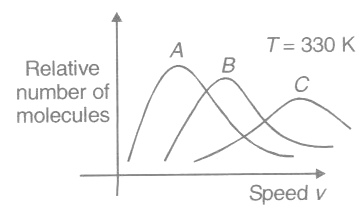 A
T = 330 K
B
Relative
number of
molecules
C
Speed v